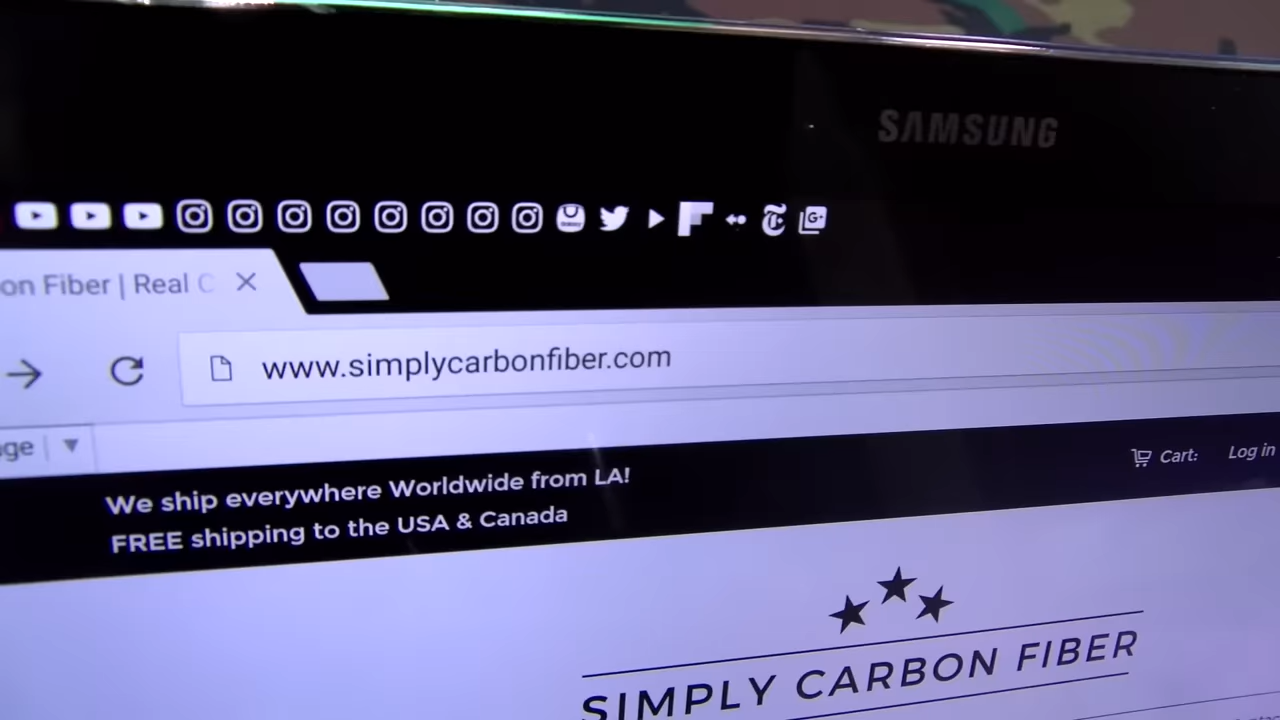 SAMSUNG
on Fiber | Real C
www.simplycarbonfiber.com
ge
We ship everywhere Worldwide from LA!
FREE shipping to the USA & Canada
Cart:
Log in
SIMPLY CARBON FIBER